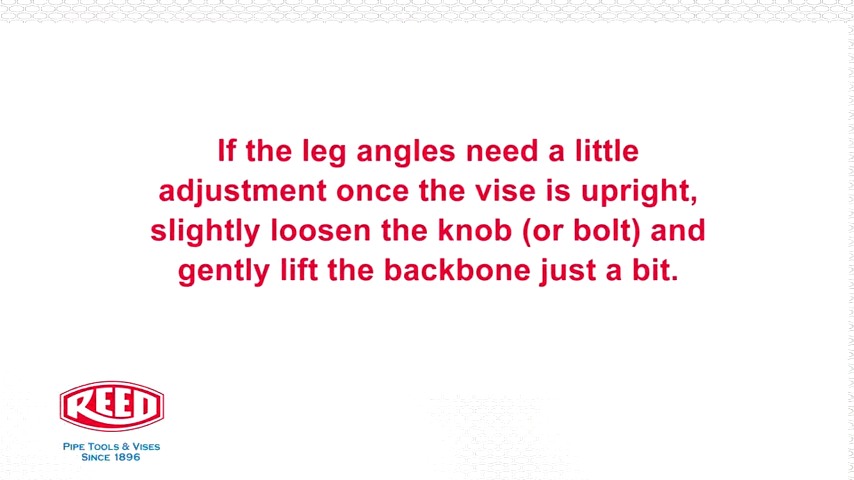 If the leg angles need a little
adjustment once the vise is upright,
slightly loosen the knob (or bolt) and
gently lift the backbone just a bit.
REED
PIPE TOOLS & VISES
SINCE 1896